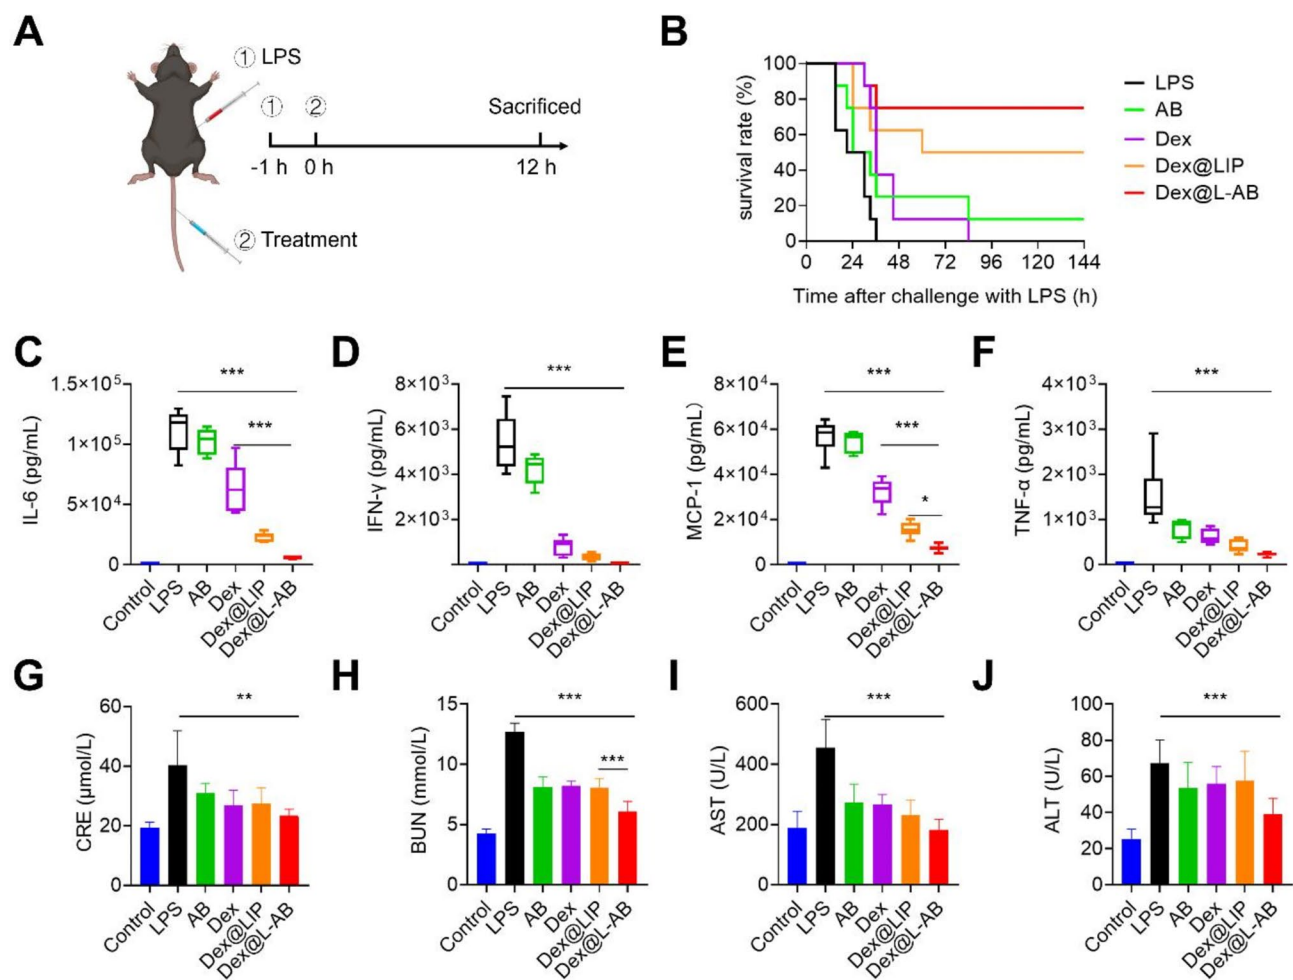 A
① LPS
① ② Sacrificed
-1 h 0 h 12 h
② Treatment
B
survival rate (%)
100
80
60
40
20
0
0 24 48 72 96 120 144
Time after challenge with LPS (h)
LPS
AB
Dex
Dex@LIP
Dex@L-AB
C
IL-6 (pg/mL)
1.5×10⁵
1×10⁵
5×10⁴
0
***
***
Control LPS AB Dex Dex@LIP Dex@L-AB
D
IFN-γ (pg/mL)
8×10³
6×10³
4×10³
2×10³
***
Control LPS AB Dex Dex@LIP Dex@L-AB
E
MCP-1 (pg/mL)
8×10⁴
6×10⁴
4×10⁴
2×10⁴
0
***
***
*
Control LPS AB Dex Dex@LIP Dex@L-AB
F
TNF-α (pg/mL)
4×10³
3×10³
2×10³
1×10³
0
***
Control LPS AB Dex Dex@LIP Dex@L-AB
G
CRE (μmol/L)
60
40
20
0
**
Control LPS AB Dex Dex@LIP Dex@L-AB
H
BUN (mmol/L)
15
10
5
0
***
***
Control LPS AB Dex Dex@LIP Dex@L-AB
I
AST (U/L)
600
400
200
0
***
Control LPS AB Dex Dex@LIP Dex@L-AB
J
ALT (U/L)
100
80
60
40
20
0
***
Control LPS AB Dex Dex@LIP Dex@L-AB